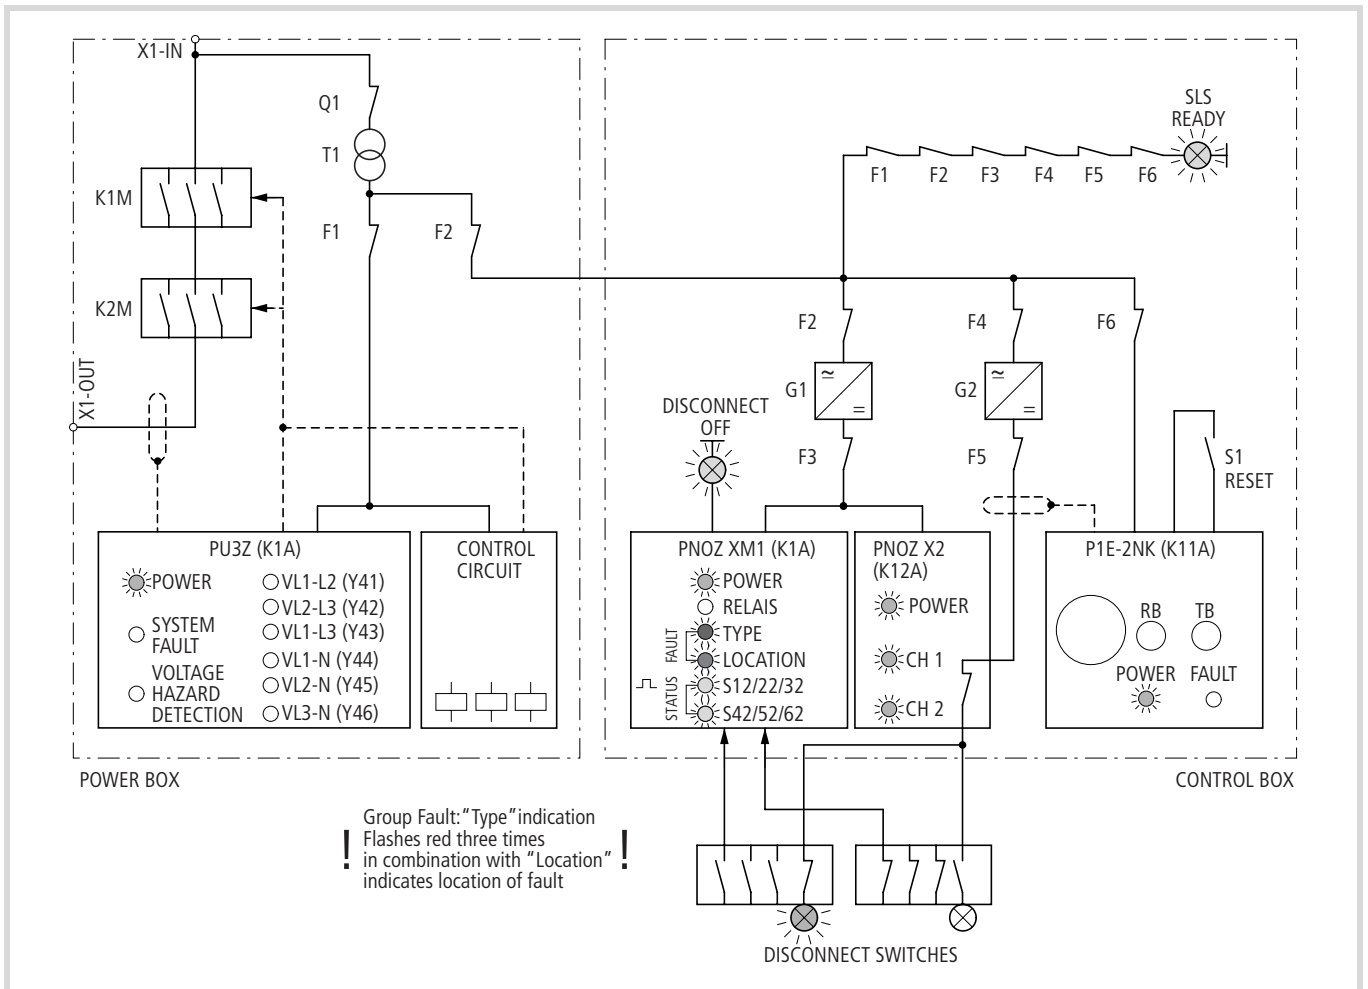 X1-IN
Q1
T1
K1M
F1
F2
K2M
X1-OUT
SLS
READY
F1
F2
F3
F4
F5
F6
F2
F4
F6
G1
G2
DISCONNECT
OFF
F3
F5
S1
RESET
PU3Z (K1A)
POWER
SYSTEM
FAULT
VOLTAGE
HAZARD
DETECTION
VL1-L2 (Y41)
VL2-L3 (Y42)
VL1-L3 (Y43)
VL1-N (Y44)
VL2-N (Y45)
VL3-N (Y46)
CONTROL
CIRCUIT
PNOZ XM1 (K1A)
POWER
RELAIS
TYPE
LOCATION
S12/22/32
S42/52/62
FAULT
STATUS
PNOZ X2
(K12A)
POWER
CH 1
CH 2
P1E-2NK (K11A)
RB
TB
POWER
FAULT
POWER BOX
CONTROL BOX
! Group Fault: "Type" indication
Flashes red three times
in combination with "Location" !
indicates location of fault
DISCONNECT SWITCHES